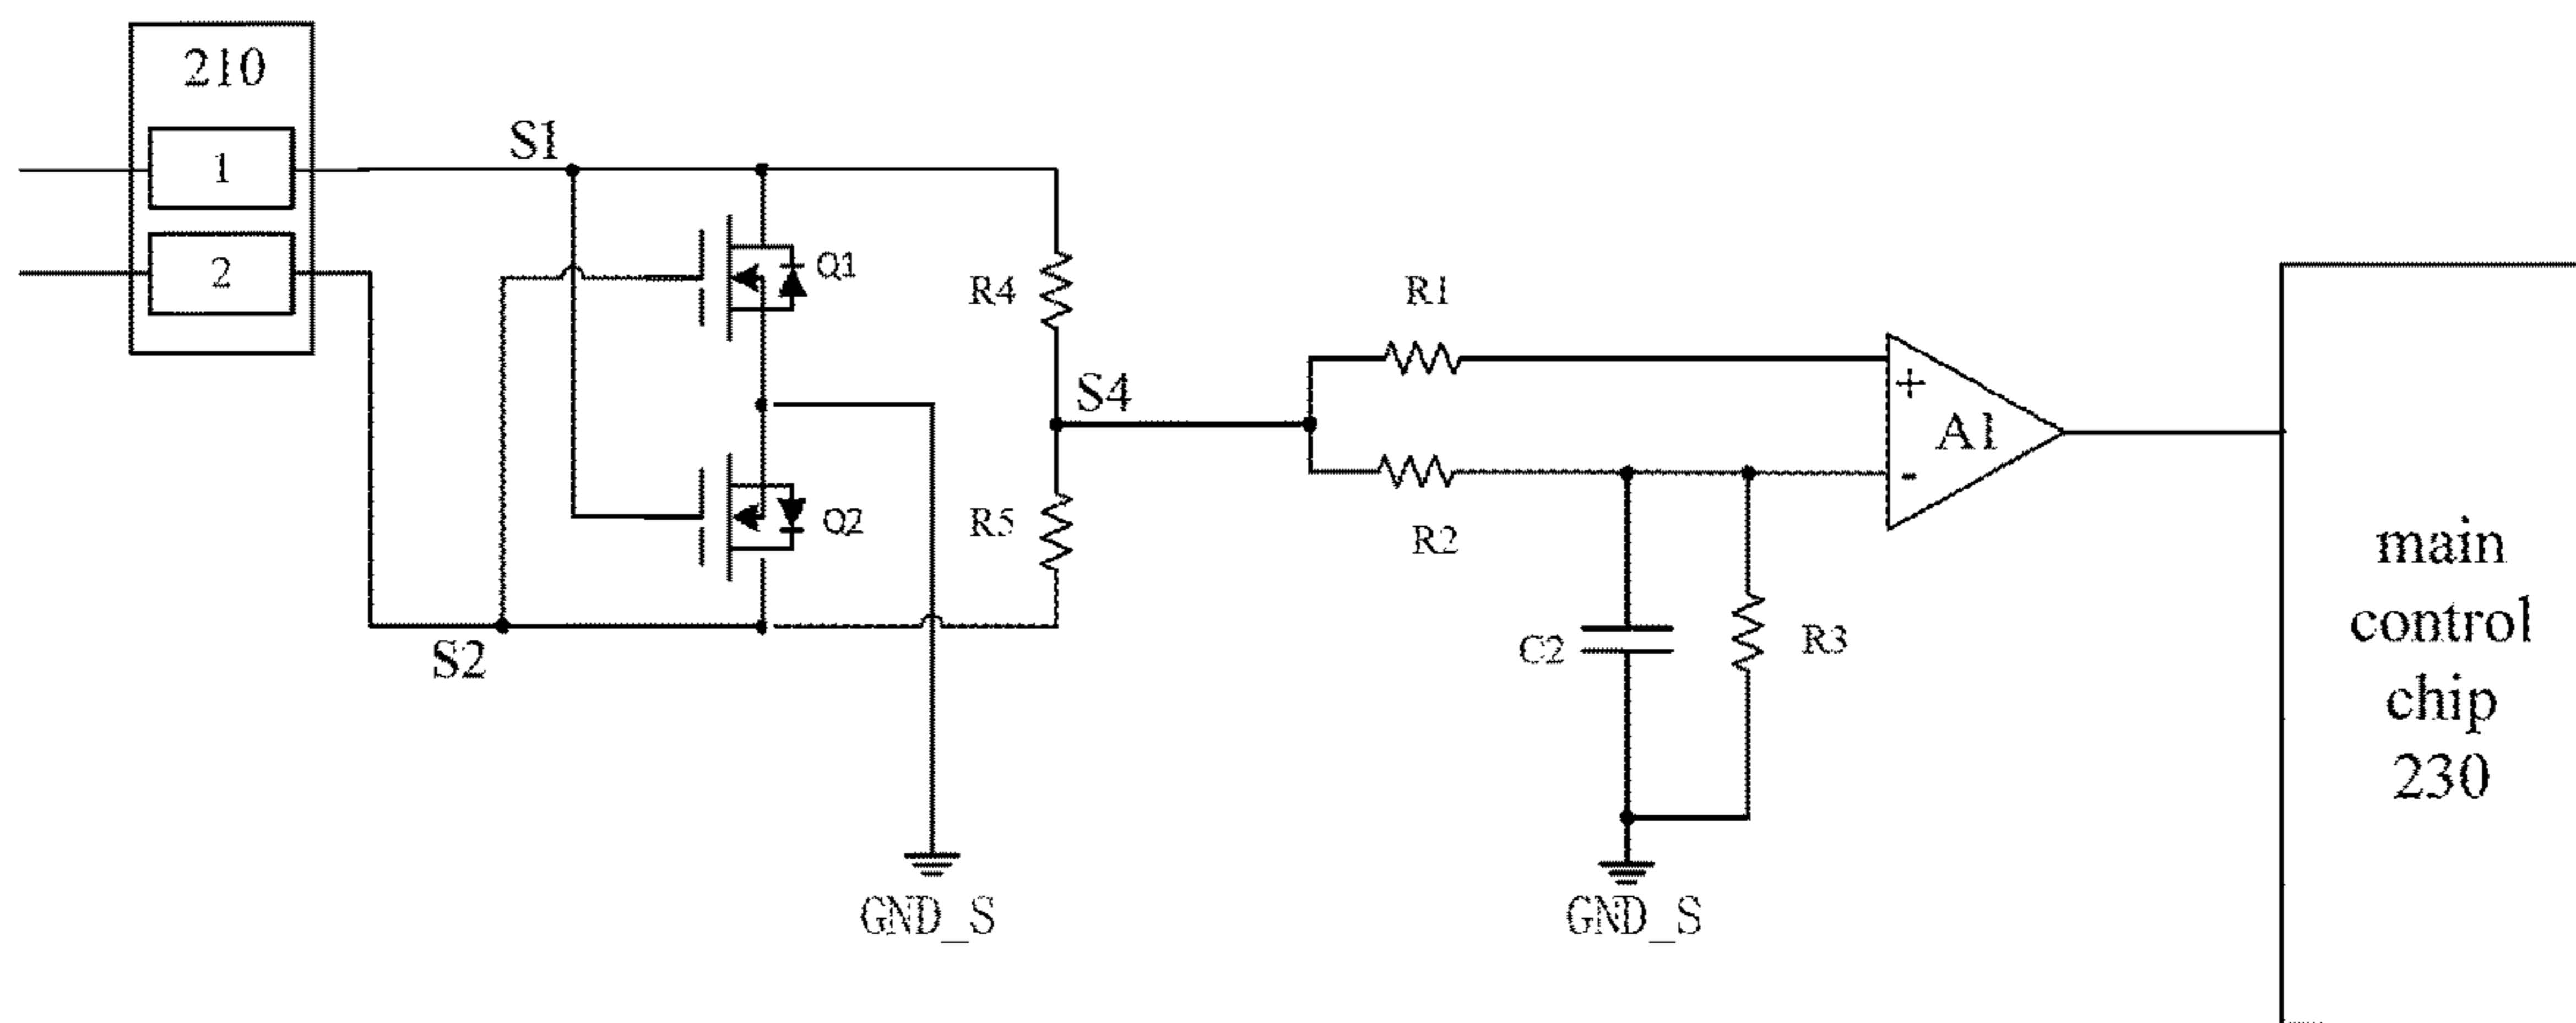 210
1
2
S1
Q1
Q2
S2
R4
S4
R5
GND_S
R1
R2
C2
R3
GND_S
+
A1
-
main
control
chip
230